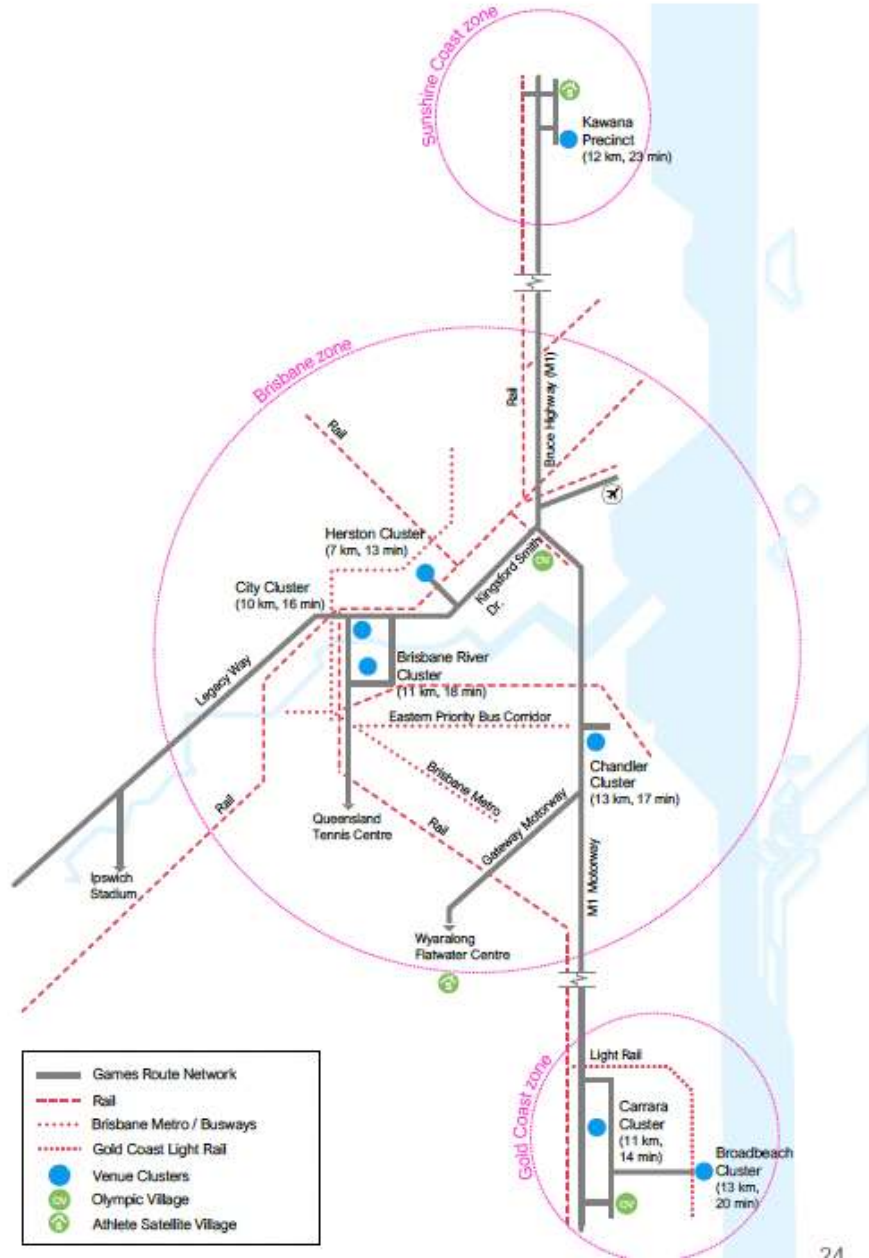 Sunshine Coast zone
Kawana
Precinct
(12 km, 23 min)
Brisbane zone
Rail
Bruce Highway (M1)
Rail
Herston Cluster
(7 km, 13 min)
Kingsford Smith
Dr.
OV
City Cluster
(10 km, 16 min)
Legacy Way
Brisbane River
Cluster
(11 km, 18 min)
Eastern Priority Bus Corridor
Brisbane Metro
Chandler
Cluster
(13 km, 17 min)
Rail
Queensland
Tennis Centre
Rail
Gateway Motorway
M1 Motorway
Ipswich
Stadium
Wyaralong
Flatwater Centre
Gold Coast zone
Light Rail
Carrara
Cluster
(11 km,
14 min)
Broadbeach
Cluster
(13 km,
20 min)
OV
Games Route Network
Rail
Brisbane Metro / Busways
Gold Coast Light Rail
Venue Clusters
OV
Olympic Village
Athlete Satellite Village
24